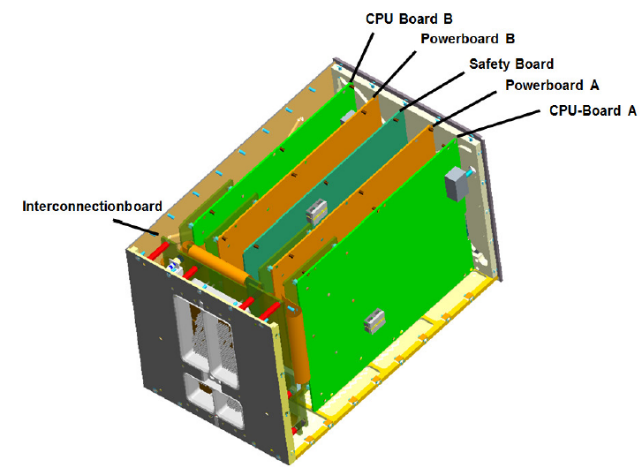 CPU Board B
Powerboard B
Safety Board
Powerboard A
CPU-Board A
Interconnectionboard